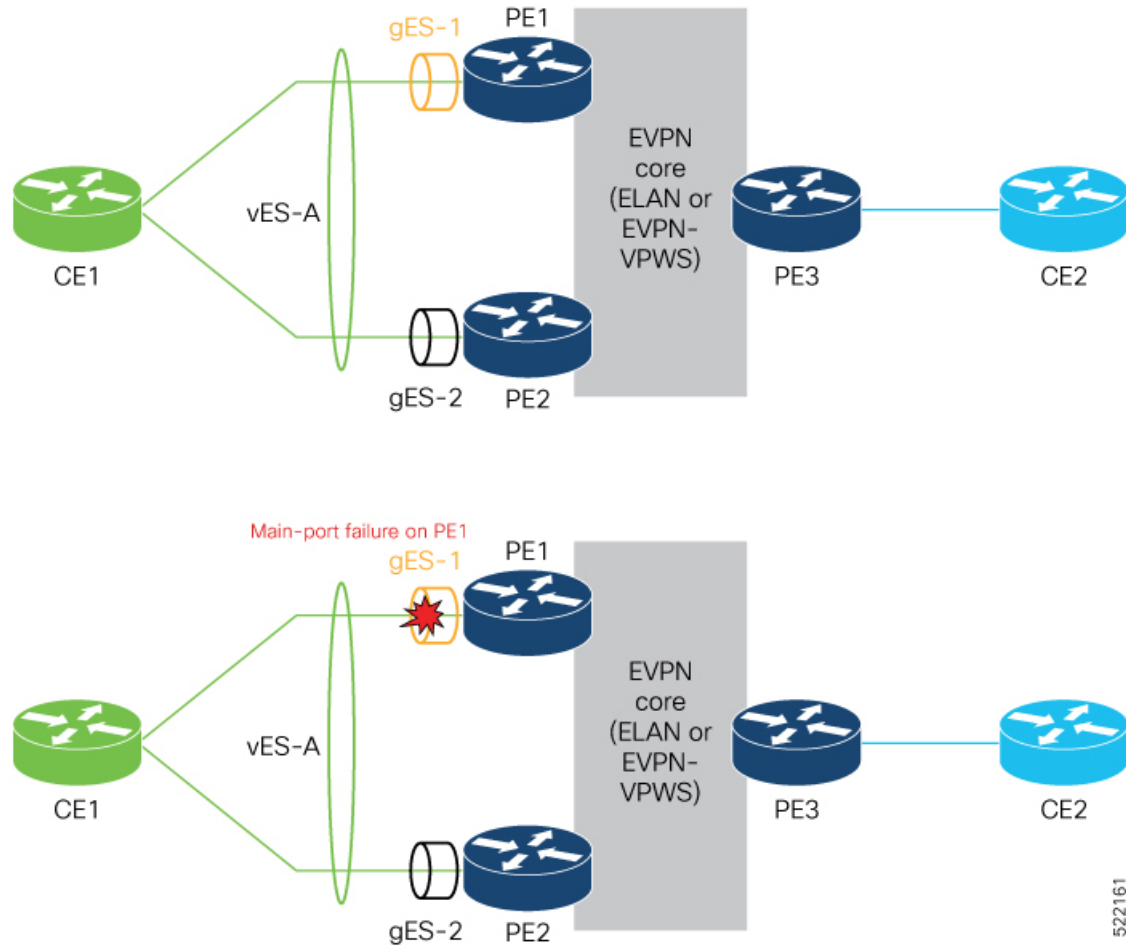 PE1
gES-1
EVPN
core
(ELAN or
EVPN-
VPWS)
vES-A
CE1
PE3
CE2
gES-2
PE2
Main-port failure on PE1
PE1
gES-1
EVPN
core
(ELAN or
EVPN-
VPWS)
vES-A
CE1
PE3
CE2
gES-2
PE2
522161